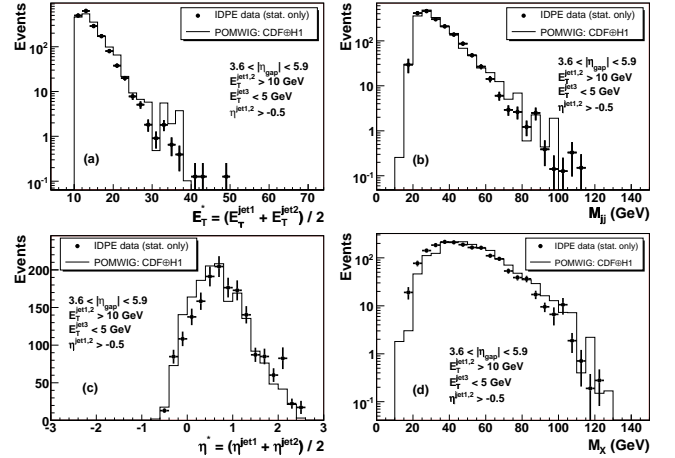 Events
IDPE data (stat. only)
POMWIG: CDF⊕H1
3.6 < |η_gap| < 5.9
E_T^jet1,2 > 10 GeV
E_T^jet3 < 5 GeV
η^jet1,2 > -0.5
10^2
10
1
10^-1
(a)
10 20 30 40 50 60 70
E_T^* = (E_T^jet1 + E_T^jet2) / 2 (GeV)
Events
IDPE data (stat. only)
POMWIG: CDF⊕H1
3.6 < |η_gap| < 5.9
E_T^jet1,2 > 10 GeV
E_T^jet3 < 5 GeV
η^jet1,2 > -0.5
10^2
10
1
10^-1
(b)
0 20 40 60 80 100 120 140
M_jj (GeV)
Events
IDPE data (stat. only)
POMWIG: CDF⊕H1
3.6 < |η_gap| < 5.9
E_T^jet1,2 > 10 GeV
E_T^jet3 < 5 GeV
η^jet1,2 > -0.5
200
150
100
50
0
(c)
-3 -2 -1 0 1 2 3
η^* = (η^jet1 + η^jet2) / 2
Events
IDPE data (stat. only)
POMWIG: CDF⊕H1
10^2
10
1
10^-1
3.6 < |η_gap| < 5.9
E_T^jet1,2 > 10 GeV
E_T^jet3 < 5 GeV
η^jet1,2 > -0.5
(d)
0 20 40 60 80 100 120 140
M_X (GeV)